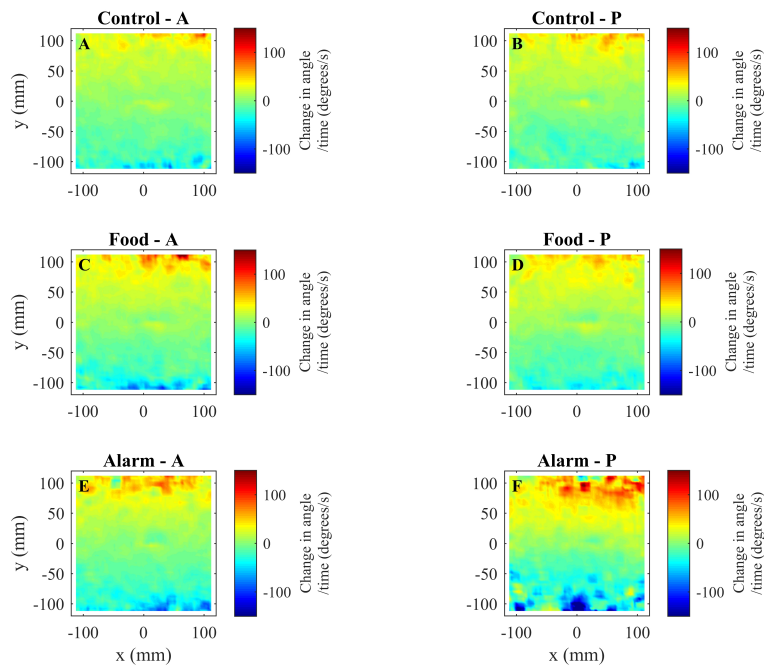 Control - A
Control - P
A
B
100
50
0
-50
-100
y (mm)
-100 0 100
100
0
-100
Change in angle
/time (degrees/s)
100
50
0
-50
-100
-100 0 100
100
0
-100
Change in angle
/time (degrees/s)
Food - A
Food - P
C
D
100
50
0
-50
-100
y (mm)
-100 0 100
100
0
-100
Change in angle
/time (degrees/s)
100
50
0
-50
-100
-100 0 100
100
0
-100
Change in angle
/time (degrees/s)
Alarm - A
Alarm - P
E
F
100
50
0
-50
-100
y (mm)
-100 0 100
x (mm)
100
0
-100
Change in angle
/time (degrees/s)
100
50
0
-50
-100
-100 0 100
x (mm)
100
0
-100
Change in angle
/time (degrees/s)